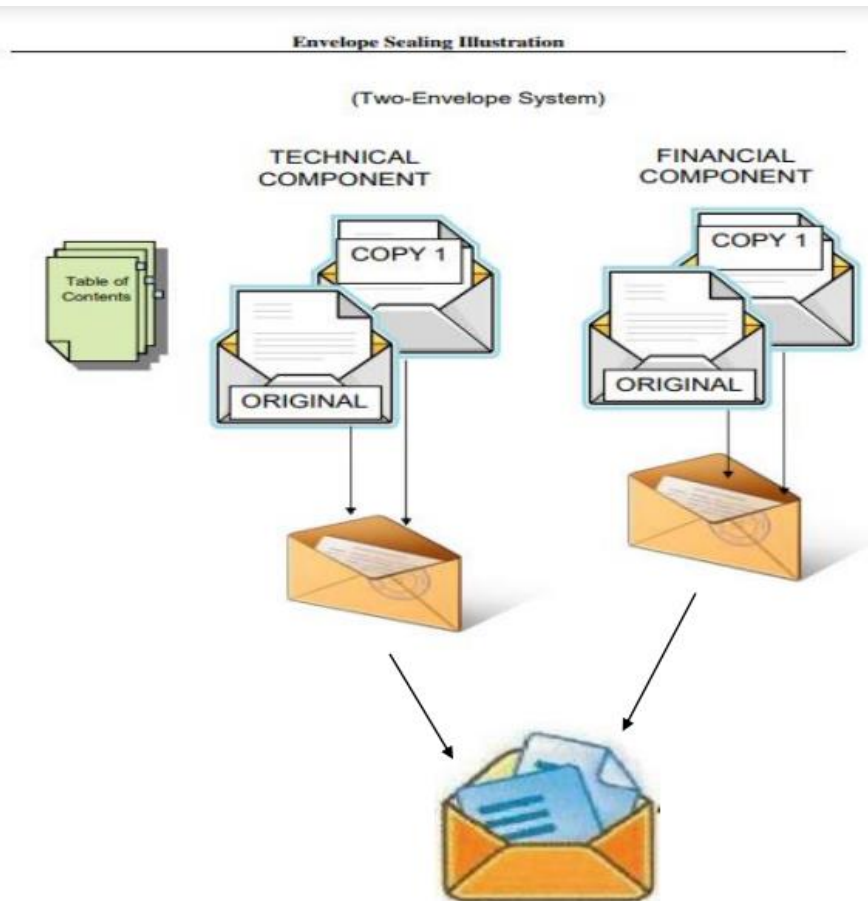 Envelope Sealing Illustration
(Two-Envelope System)
TECHNICAL
COMPONENT
FINANCIAL
COMPONENT
Table of
Contents
COPY 1
ORIGINAL
COPY 1
ORIGINAL